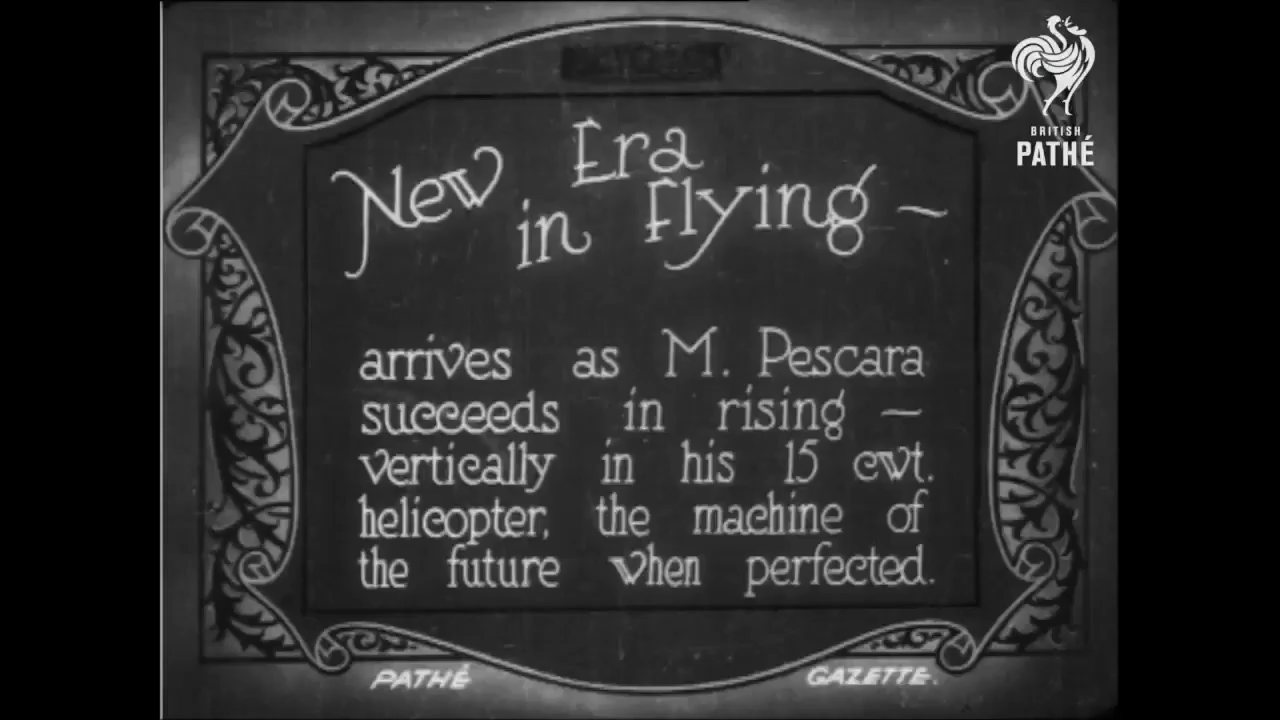 BRITISH
PATHÉ
New Era
in Flying —
arrives as M. Pescara
succeeds in rising —
vertically in his 15 cwt.
helicopter, the machine of
the future when perfected.
PATHÉ GAZETTE.